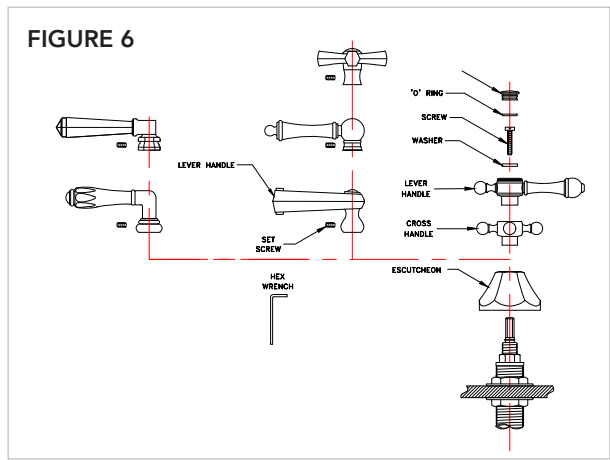 FIGURE 6
'O' RING
SCREW
WASHER
LEVER HANDLE
LEVER
HANDLE
CROSS
HANDLE
SET
SCREW
ESCUTCHEON
HEX
WRENCH